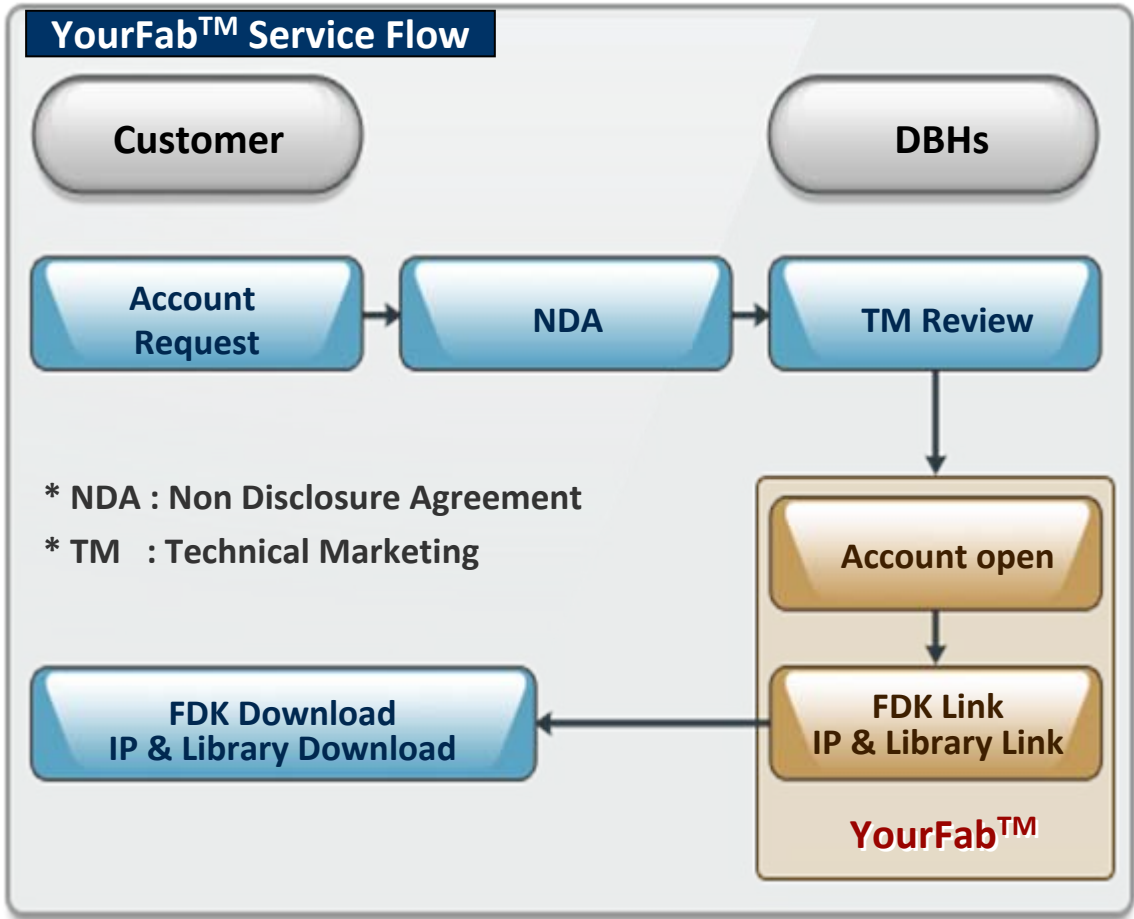 YourFab™ Service Flow
Customer
DBHs
Account
Request
NDA
TM Review
* NDA : Non Disclosure Agreement
* TM : Technical Marketing
Account open
FDK Download
IP & Library Download
FDK Link
IP & Library Link
YourFab™